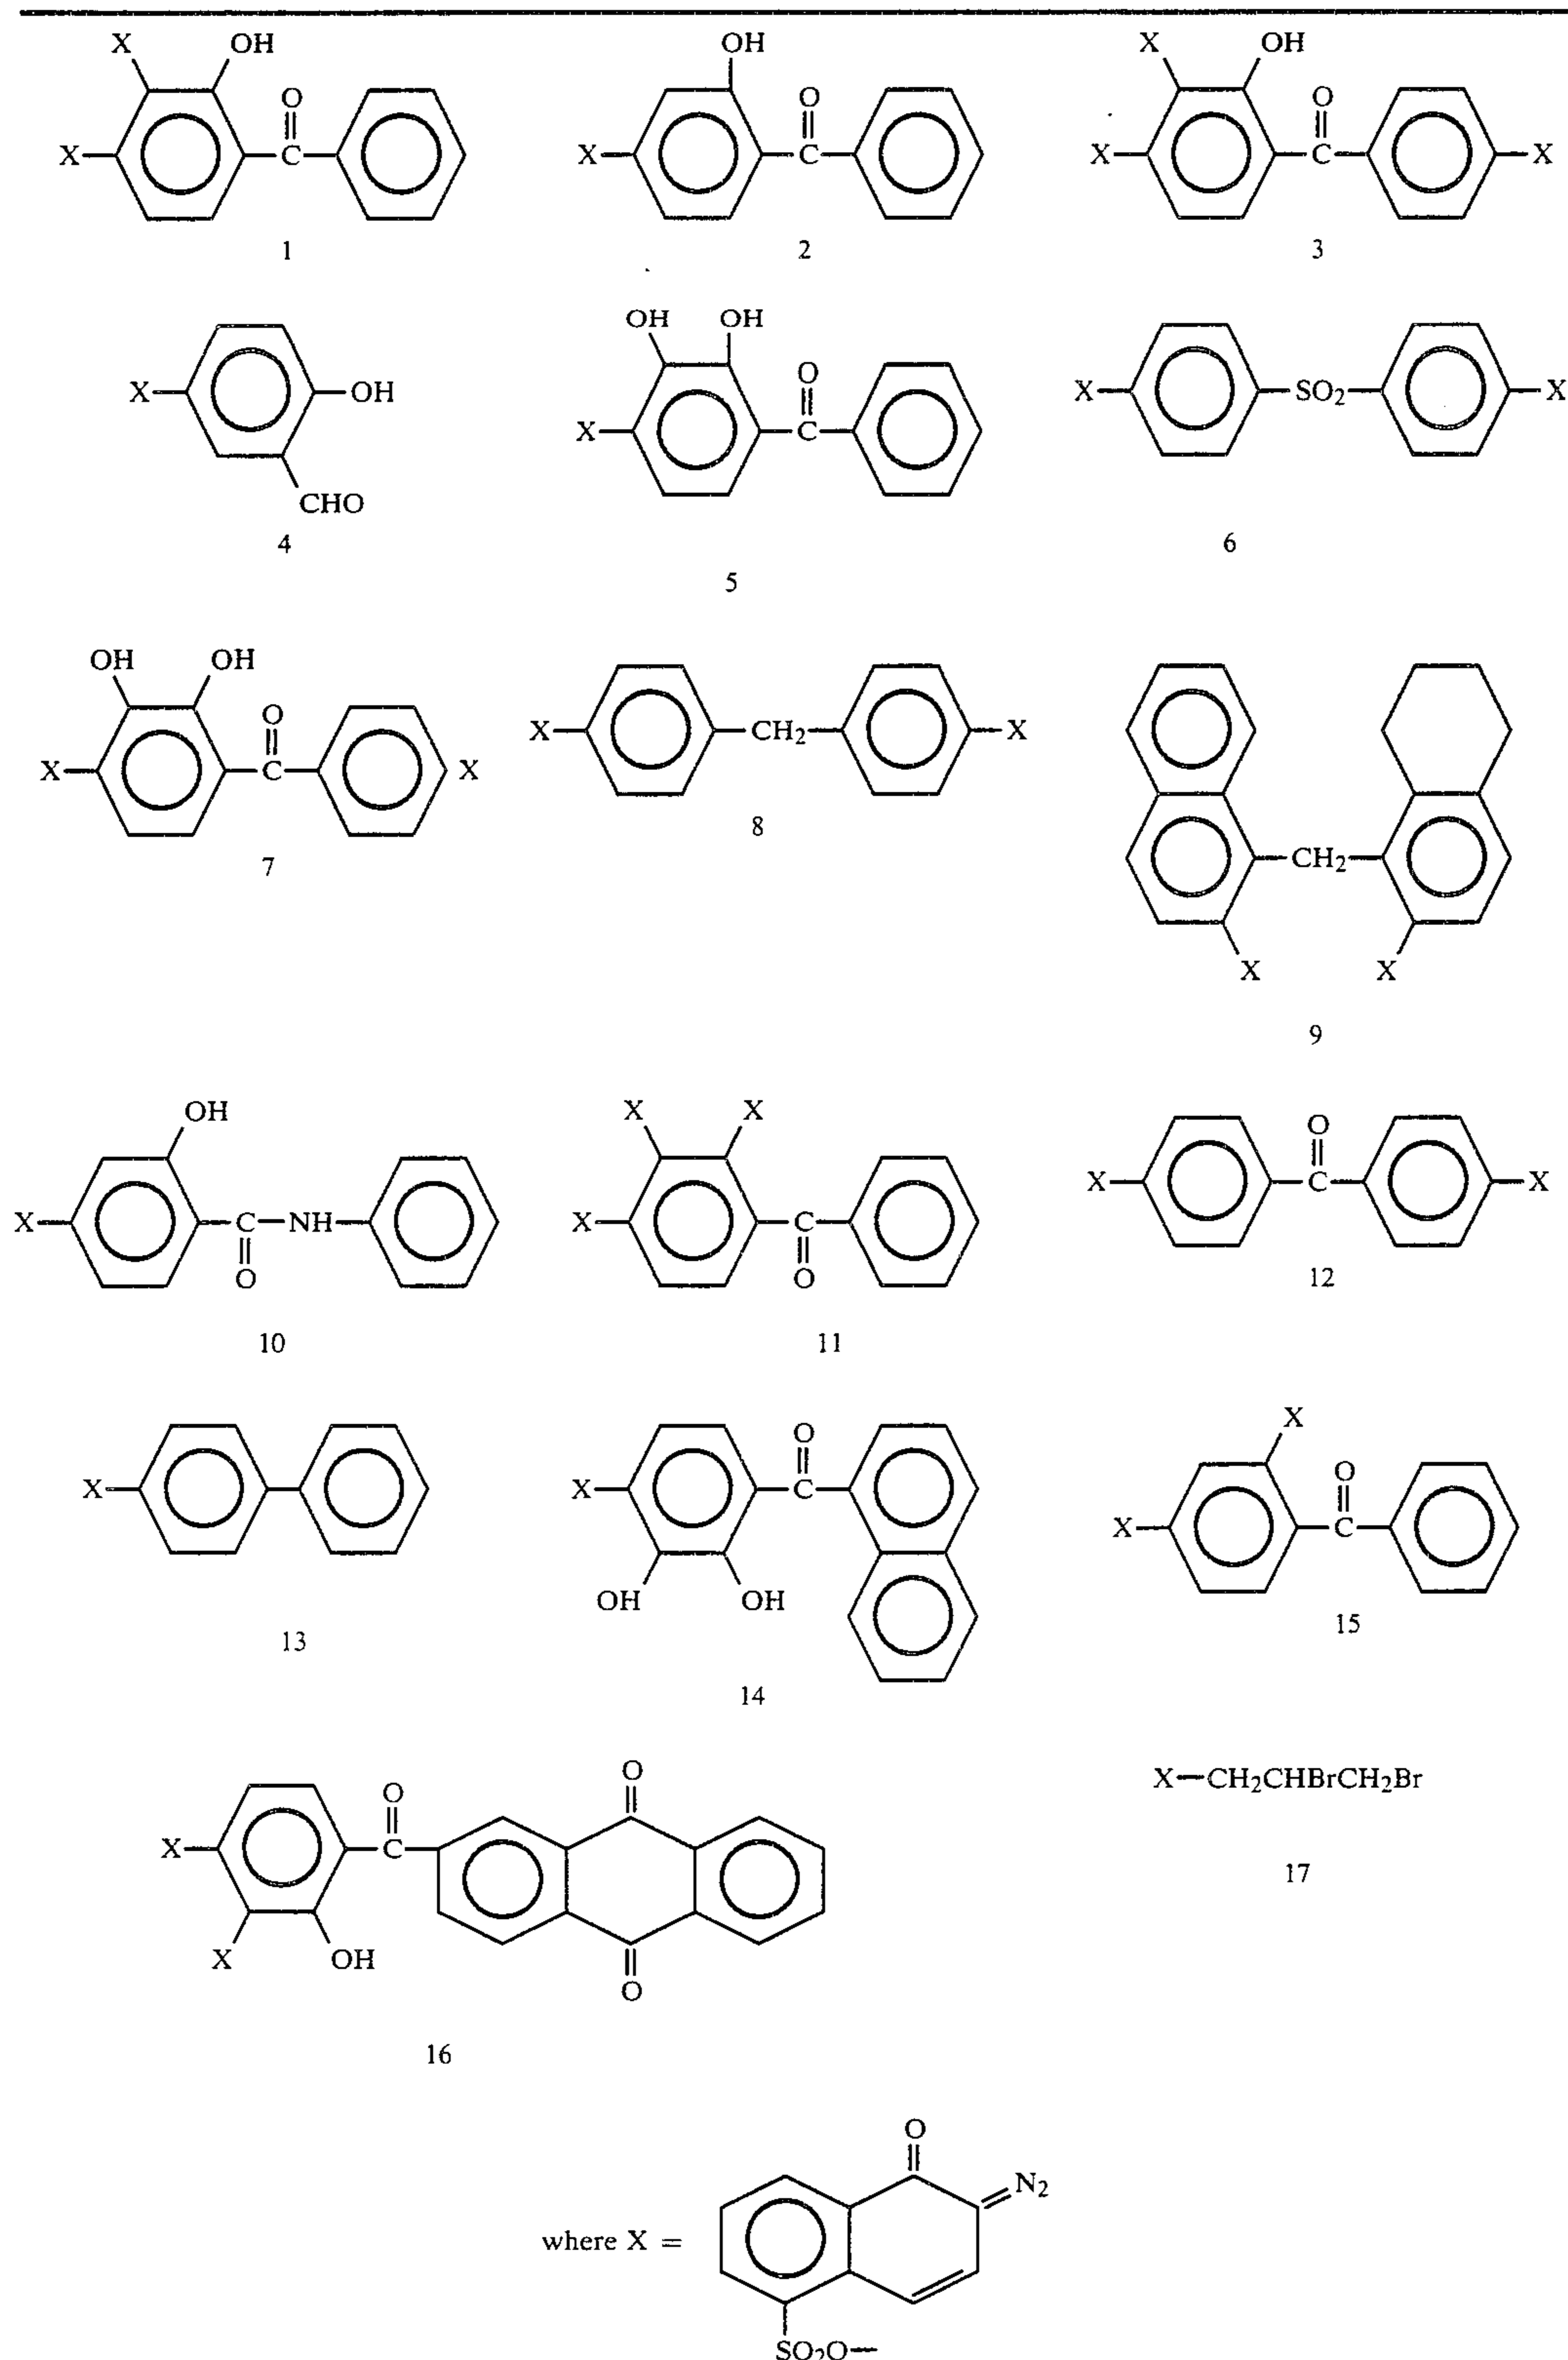 X OH O X C
1
OH O X C
2
X OH O X C X
3
X OH CHO
4
OH OH O X C
5
X SO2 X
6
OH OH O X C X
7
X CH2 X
8
CH2 X X
9
OH X C NH O
10
X X X C O
11
O X C X
12
X
13
O X C OH OH
14
X O X C
15
O O X C X OH O
16
X—CH2CHBrCH2Br
17
where X =
O
N2
SO2O—